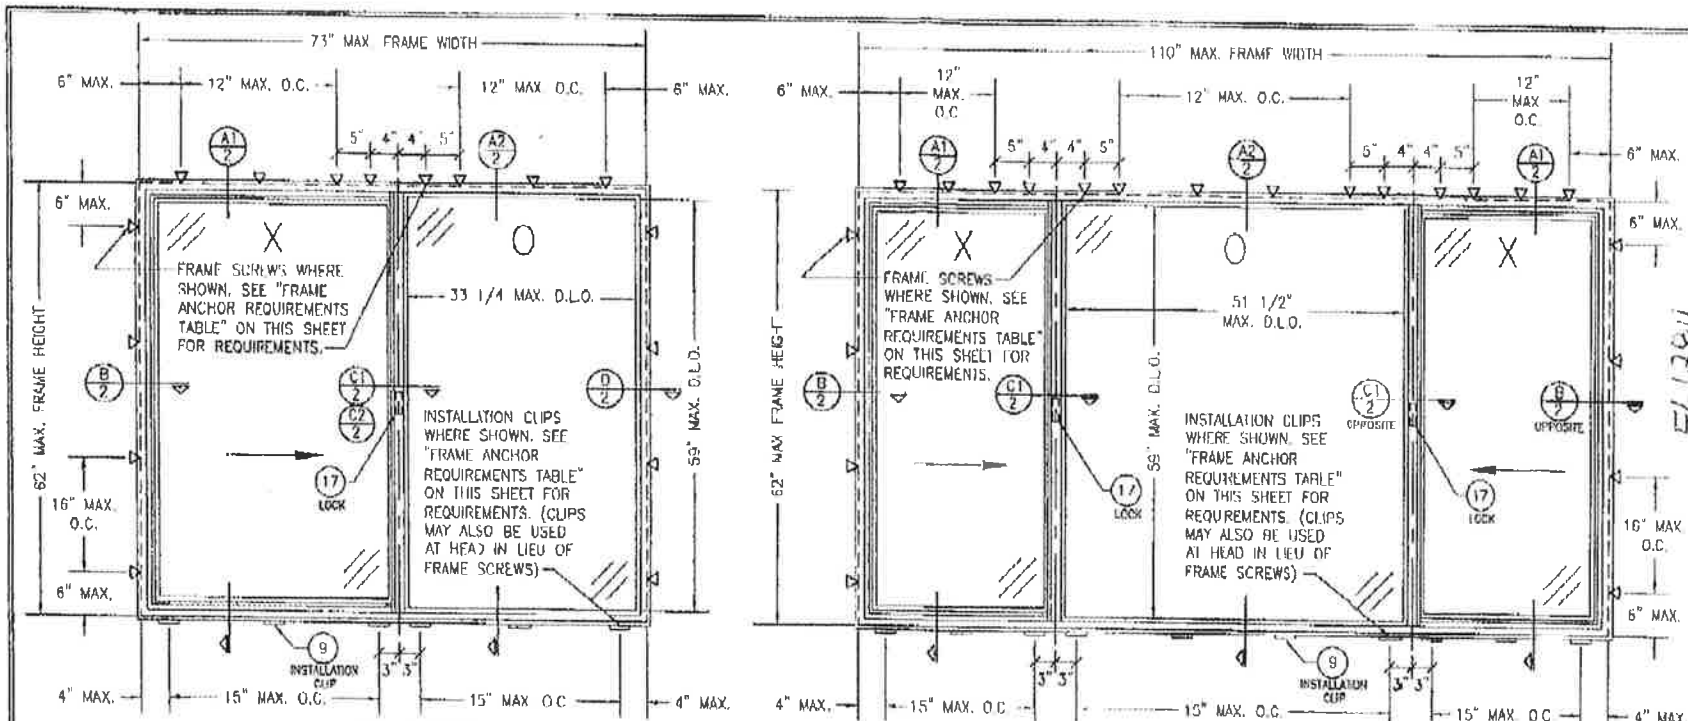 73" MAX. FRAME WIDTH
6" MAX.
12" MAX. O.C.
12" MAX. O.C.
6" MAX.
5"
4"
4"
5"
A1
2
A2
2
6" MAX.
X
O
FRAME SCREWS WHERE
SHOWN. SEE "FRAME
ANCHOR REQUIREMENTS
TABLE" ON THIS SHEET
FOR REQUIREMENTS.
33 1/4 MAX. D.L.O.
62" MAX. FRAME HEIGHT
B
2
C1
2
C2
2
D
2
59" MAX. D.L.O.
INSTALLATION CLIPS
WHERE SHOWN. SEE
"FRAME ANCHOR
REQUIREMENTS TABLE"
ON THIS SHEET FOR
REQUIREMENTS. (CLIPS
MAY ALSO BE USED
AT HEAD IN LIEU OF
FRAME SCREWS)
17
LOCK
16" MAX.
O.C.
6" MAX.
9
INSTALLATION
CLIP
3"
3"
4" MAX.
15" MAX. O.C.
15" MAX O.C
4" MAX.
110" MAX. FRAME WIDTH
6" MAX.
12"
MAX.
O.C
12" MAX. O.C.
12"
MAX
O.C.
5"
4"
4"
5"
5"
4"
4"
5"
6" MAX.
A1
2
A2
2
A1
2
6" MAX.
X
O
X
FRAME SCREWS
WHERE SHOWN. SEE
"FRAME ANCHOR
REQUIREMENTS TABLE"
ON THIS SHEET FOR
REQUIREMENTS.
51 1/2"
MAX. D.L.O.
62" MAX FRAME HEIGHT
B
2
C1
2
59" MAX. D.L.O.
C1
2
OPPOSITE
B
2
OPPOSITE
INSTALLATION CLIPS
WHERE SHOWN. SEE
"FRAME ANCHOR
REQUIREMENTS TABLE"
ON THIS SHEET FOR
REQUIREMENTS. (CLIPS
MAY ALSO BE USED
AT HEAD IN LIEU OF
FRAME SCREWS)
17
LOCK
17
LOCK
16" MAX
O.C.
6" MAX.
9
INSTALLATION
CLIP
3"
3"
3"
3"
4" MAX.
15" MAX. O.C
15" MAX. O.C.
15" MAX O.C
4" MAX